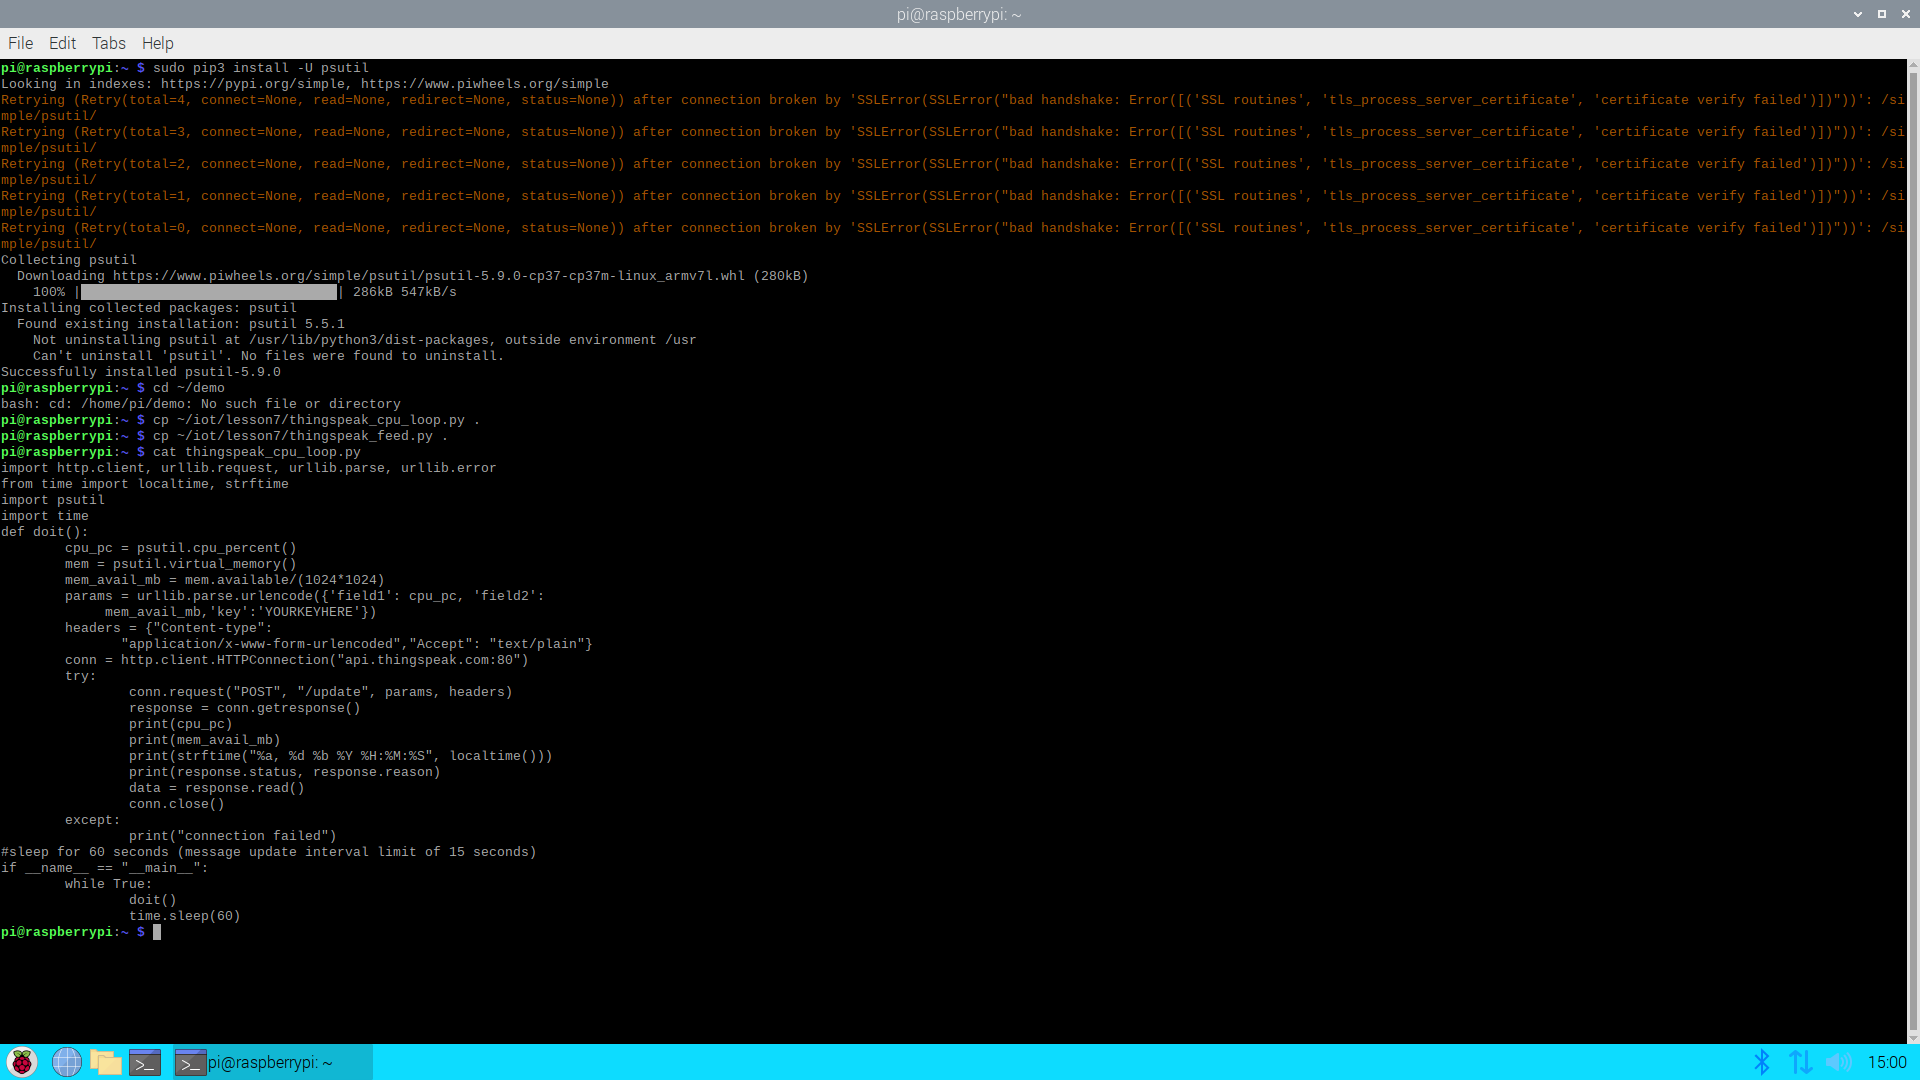 pi@raspberrypi: ~
File Edit Tabs Help
pi@raspberrypi:~ $ sudo pip3 install -U psutil
Looking in indexes: https://pypi.org/simple, https://www.piwheels.org/simple
Retrying (Retry(total=4, connect=None, read=None, redirect=None, status=None)) after connection broken by 'SSLError(SSLError("bad handshake: Error([('SSL routines', 'tls_process_server_certificate', 'certificate verify failed')])"))': /si
mple/psutil/
Retrying (Retry(total=3, connect=None, read=None, redirect=None, status=None)) after connection broken by 'SSLError(SSLError("bad handshake: Error([('SSL routines', 'tls_process_server_certificate', 'certificate verify failed')])"))': /si
mple/psutil/
Retrying (Retry(total=2, connect=None, read=None, redirect=None, status=None)) after connection broken by 'SSLError(SSLError("bad handshake: Error([('SSL routines', 'tls_process_server_certificate', 'certificate verify failed')])"))': /si
mple/psutil/
Retrying (Retry(total=1, connect=None, read=None, redirect=None, status=None)) after connection broken by 'SSLError(SSLError("bad handshake: Error([('SSL routines', 'tls_process_server_certificate', 'certificate verify failed')])"))': /si
mple/psutil/
Retrying (Retry(total=0, connect=None, read=None, redirect=None, status=None)) after connection broken by 'SSLError(SSLError("bad handshake: Error([('SSL routines', 'tls_process_server_certificate', 'certificate verify failed')])"))': /si
mple/psutil/
Collecting psutil
  Downloading https://www.piwheels.org/simple/psutil/psutil-5.9.0-cp37-cp37m-linux_armv7l.whl (280kB)
    100% |████████████████████████████████| 286kB 547kB/s
Installing collected packages: psutil
  Found existing installation: psutil 5.5.1
    Not uninstalling psutil at /usr/lib/python3/dist-packages, outside environment /usr
    Can't uninstall 'psutil'. No files were found to uninstall.
Successfully installed psutil-5.9.0
pi@raspberrypi:~ $ cd ~/demo
bash: cd: /home/pi/demo: No such file or directory
pi@raspberrypi:~ $ cp ~/iot/lesson7/thingspeak_cpu_loop.py .
pi@raspberrypi:~ $ cp ~/iot/lesson7/thingspeak_feed.py .
pi@raspberrypi:~ $ cat thingspeak_cpu_loop.py
import http.client, urllib.request, urllib.parse, urllib.error
from time import localtime, strftime
import psutil
import time
def doit():
        cpu_pc = psutil.cpu_percent()
        mem = psutil.virtual_memory()
        mem_avail_mb = mem.available/(1024*1024)
        params = urllib.parse.urlencode({'field1': cpu_pc, 'field2':
             mem_avail_mb,'key':'YOURKEYHERE'})
        headers = {"Content-type":
               "application/x-www-form-urlencoded","Accept": "text/plain"}
        conn = http.client.HTTPConnection("api.thingspeak.com:80")
        try:
                conn.request("POST", "/update", params, headers)
                response = conn.getresponse()
                print(cpu_pc)
                print(mem_avail_mb)
                print(strftime("%a, %d %b %Y %H:%M:%S", localtime()))
                print(response.status, response.reason)
                data = response.read()
                conn.close()
        except:
                print("connection failed")
#sleep for 60 seconds (message update interval limit of 15 seconds)
if __name__ == "__main__":
        while True:
                doit()
                time.sleep(60)
pi@raspberrypi:~ $
pi@raspberrypi: ~
15:00